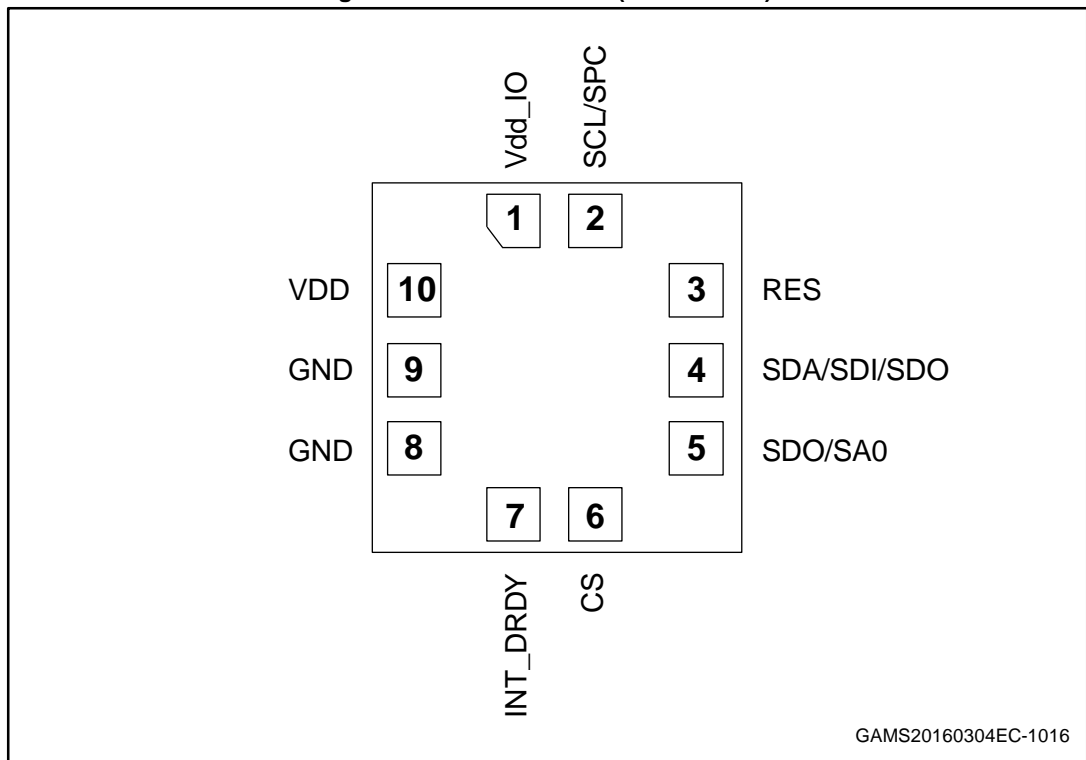 Vdd_IO
SCL/SPC
1
2
VDD
10
3
RES
GND
9
4
SDA/SDI/SDO
GND
8
5
SDO/SA0
7
6
INT_DRDY
CS
GAMS20160304EC-1016